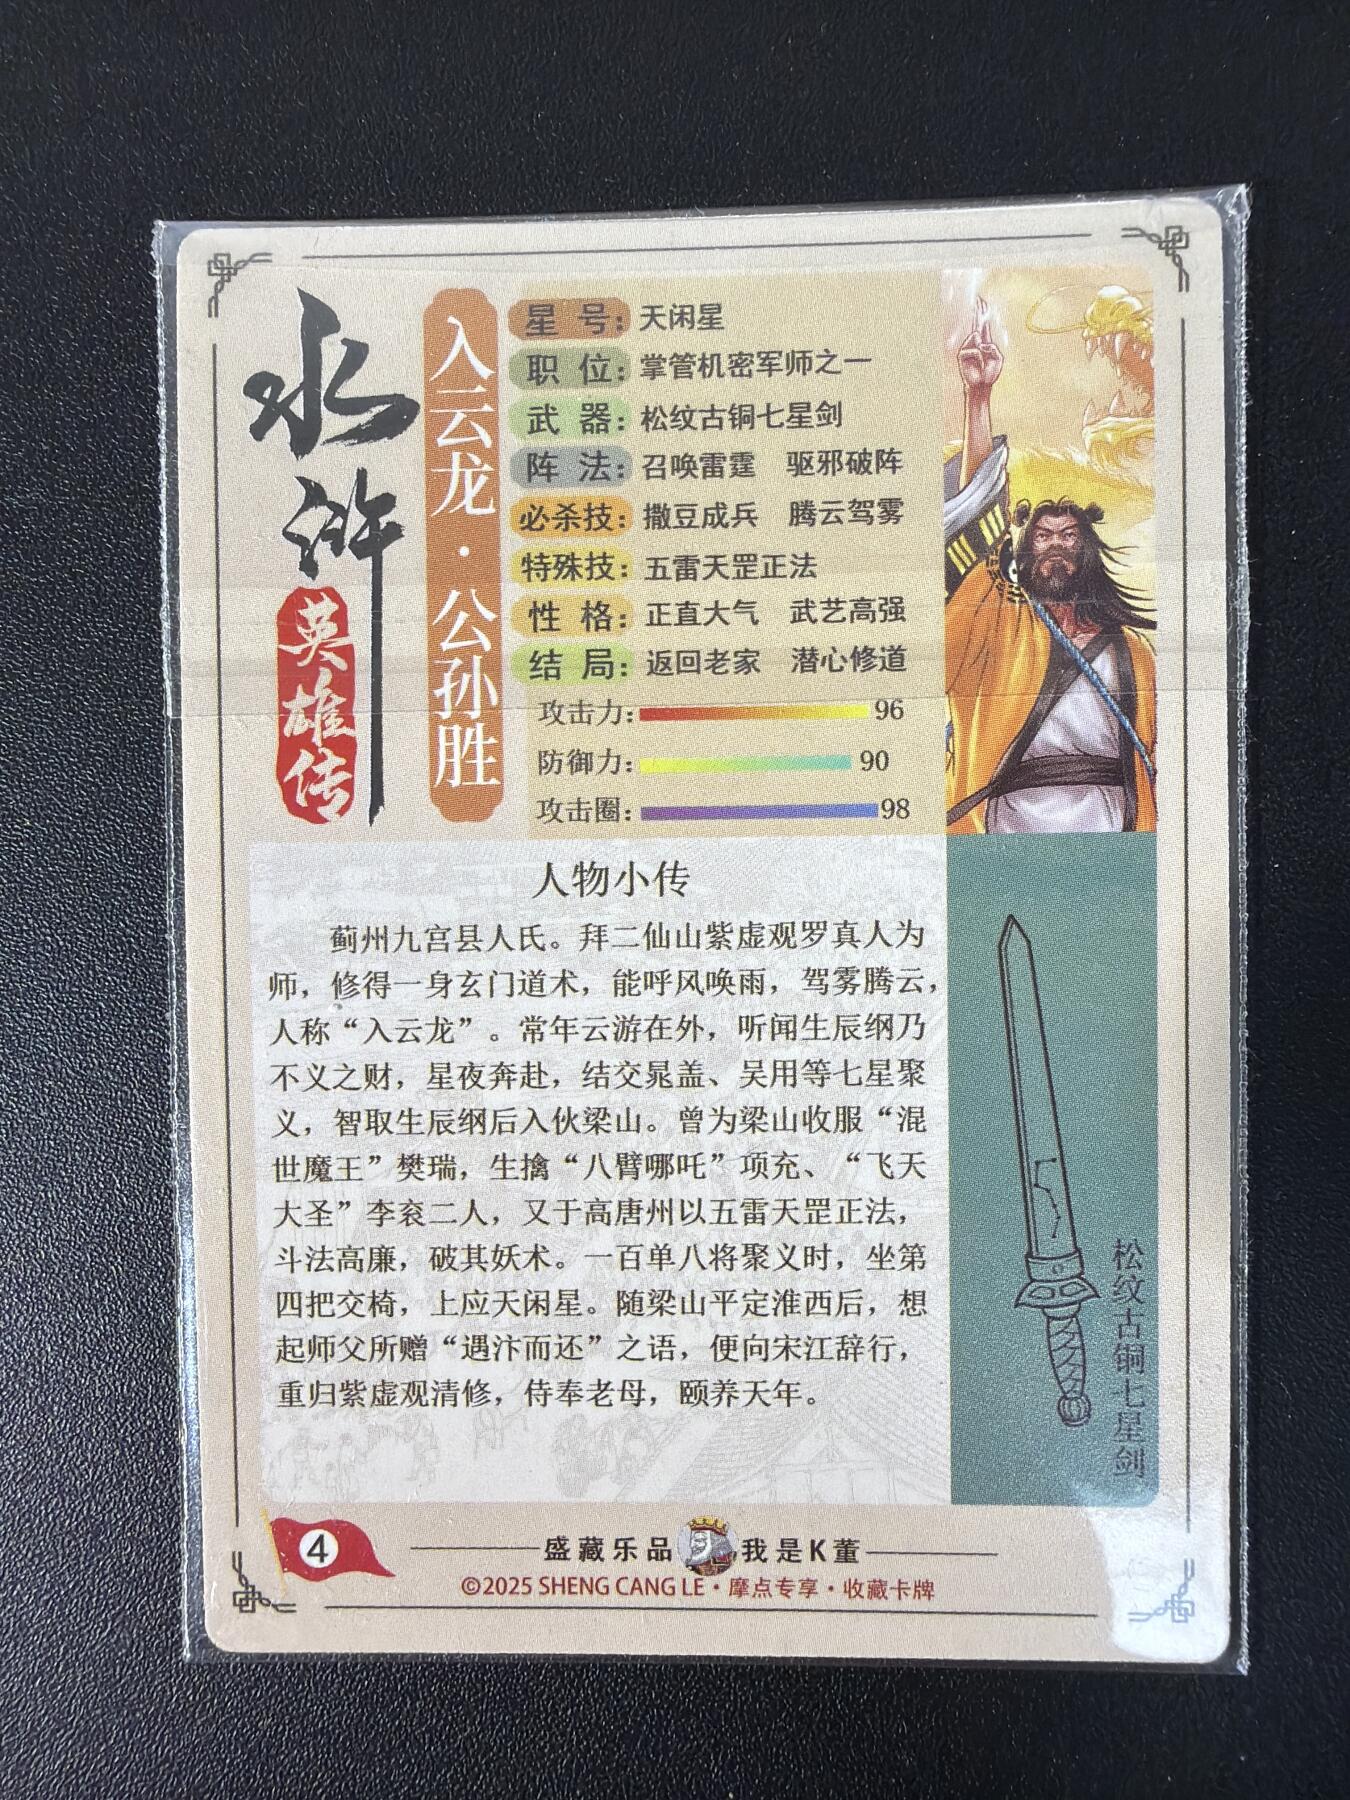 水浒
英雄传
入云龙·公孙胜
星号：天闲星
职位：掌管机密军师之一
武器：松纹古铜七星剑
阵法：召唤雷霆 驱邪破阵
必杀技：撒豆成兵 腾云驾雾
特殊技：五雷天罡正法
性格：正直大气 武艺高强
结局：返回老家 潜心修道
攻击力：96
防御力：90
攻击圈：98
人物小传
蓟州九宫县人氏。拜二仙山紫虚观罗真人为
师，修得一身玄门道术，能呼风唤雨，驾雾腾云，
人称“入云龙”。常年云游在外，听闻生辰纲乃
不义之财，星夜奔赴，结交晁盖、吴用等七星聚
义，智取生辰纲后入伙梁山。曾为梁山收服“混
世魔王”樊瑞，生擒“八臂哪吒”项充、“飞天
大圣”李衮二人，又于高唐州以五雷天罡正法，
斗法高廉，破其妖术。一百单八将聚义时，坐第
四把交椅，上应天闲星。随梁山平定淮西后，想
起师父所赠“遇汴而还”之语，便向宋江辞行，
重归紫虚观清修，侍奉老母，颐养天年。
松纹古铜七星剑
4
盛藏乐品 我是K董
©2025 SHENG CANG LE·摩点专享·收藏卡牌